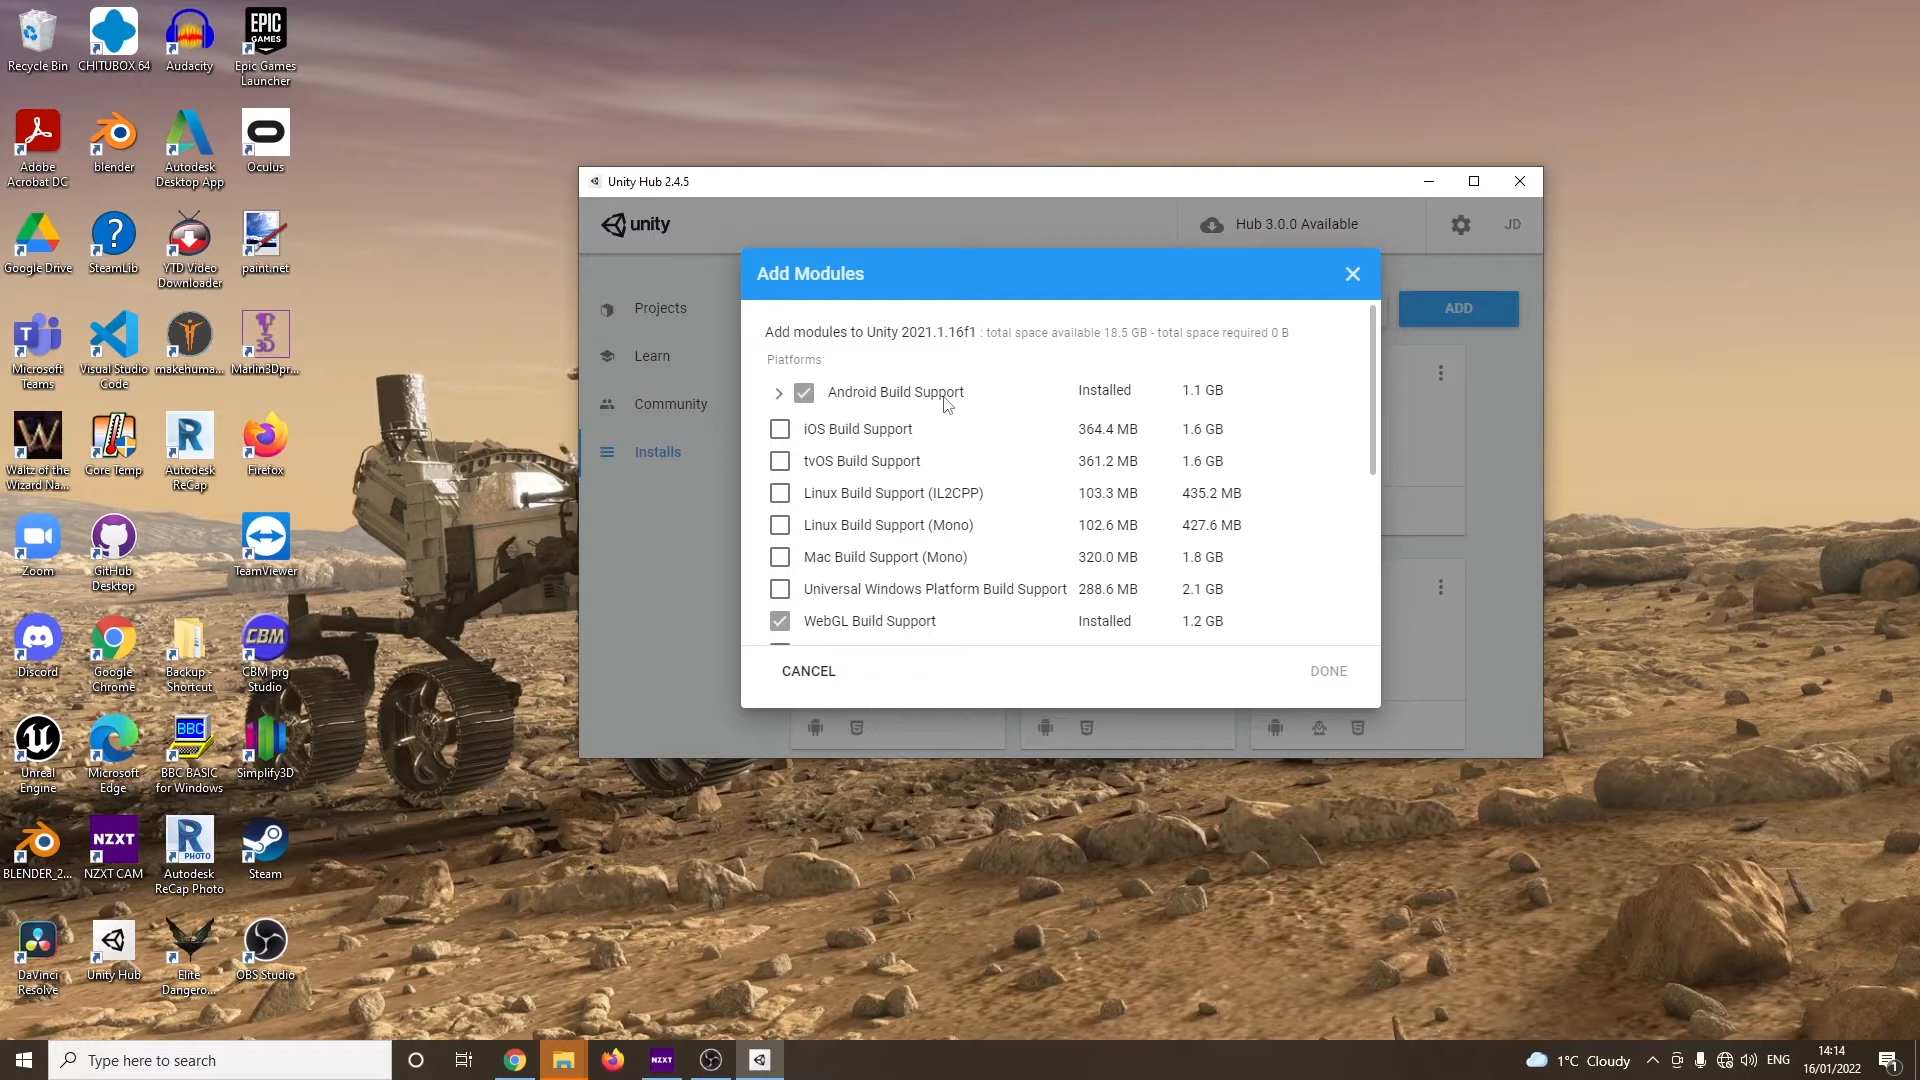 Recycle Bin
CHITUBOX 64
Audacity
EPIC
GAMES
Epic Games
Launcher
Adobe
Acrobat DC
blender
Autodesk
Desktop App
Oculus
Google Drive
SteamLib
YTD Video
Downloader
paint.net
Microsoft
Teams
Visual Studio
Code
makehuma...
Marlin3Dpr...
Waltz of the
Wizard Na...
Core Temp
Autodesk
ReCap
Firefox
Zoom
GitHub
Desktop
TeamViewer
Discord
Google
Chrome
Backup -
Shortcut
CBM
CBM prg
Studio
Unreal
Engine
Microsoft
Edge
BBC
BBC BASIC
for Windows
Simplify3D
BLENDER_2...
NZXT
NZXT CAM
PHOTO
Autodesk
ReCap Photo
Steam
DaVinci
Resolve
Unity Hub
Elite
Dangero...
OBS Studio
Unity Hub 2.4.5
unity
Hub 3.0.0 Available
JD
Projects
Learn
Community
Installs
ADD
Add Modules
Add modules to Unity 2021.1.16f1 : total space available 18.5 GB - total space required 0 B
Platforms
Android Build Support Installed 1.1 GB
iOS Build Support 364.4 MB 1.6 GB
tvOS Build Support 361.2 MB 1.6 GB
Linux Build Support (IL2CPP) 103.3 MB 435.2 MB
Linux Build Support (Mono) 102.6 MB 427.6 MB
Mac Build Support (Mono) 320.0 MB 1.8 GB
Universal Windows Platform Build Support 288.6 MB 2.1 GB
WebGL Build Support Installed 1.2 GB
CANCEL
DONE
Type here to search
NZXT
1°C Cloudy
ENG
14:14
16/01/2022
1